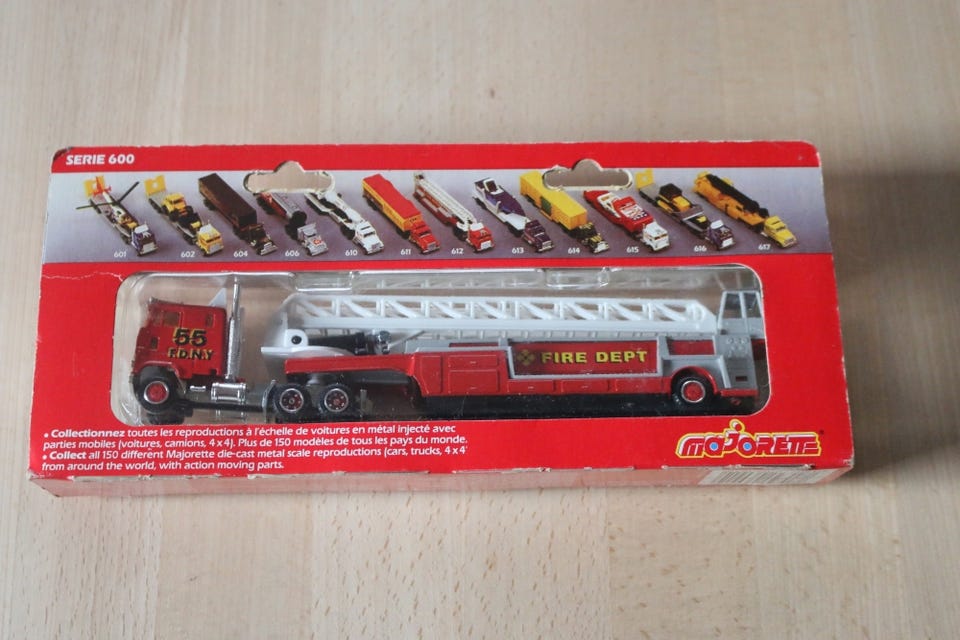 SERIE 600
601 602 604 606 610 611 612 613 614 615 616 617
55
F.D.N.Y
FIRE DEPT
• Collectionnez toutes les reproductions à l'échelle de voitures en métal injecté avec
parties mobiles (voitures, camions, 4 x 4). Plus de 150 modèles de tous les pays du monde.
• Collect all 150 different Majorette die-cast metal scale reproductions (cars, trucks, 4 x 4'
from around the world, with action moving parts.
MAJORETTE